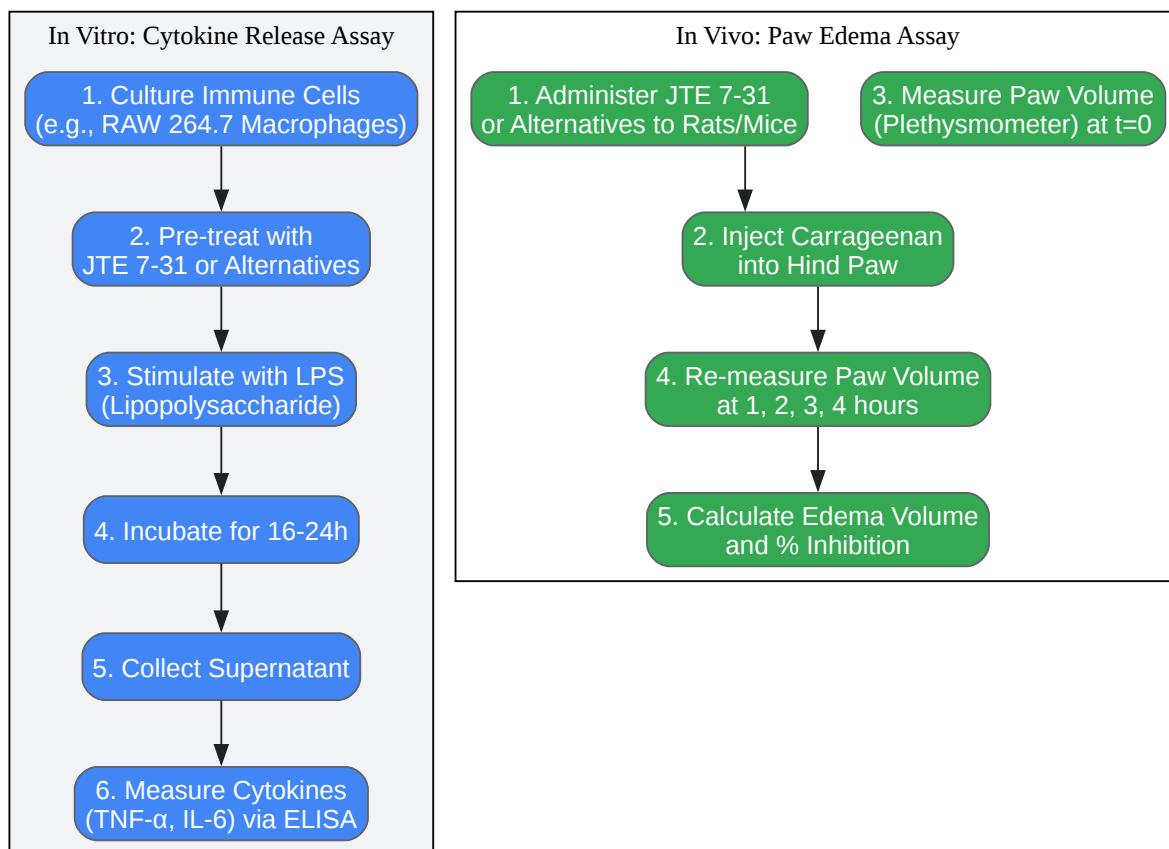 In Vitro: Cytokine Release Assay
1. Culture Immune Cells
(e.g., RAW 264.7 Macrophages)
2. Pre-treat with
JTE 7-31 or Alternatives
3. Stimulate with LPS
(Lipopolysaccharide)
4. Incubate for 16-24h
5. Collect Supernatant
6. Measure Cytokines
(TNF-α, IL-6) via ELISA
In Vivo: Paw Edema Assay
1. Administer JTE 7-31
or Alternatives to Rats/Mice
3. Measure Paw Volume
(Plethysmometer) at t=0
2. Inject Carrageenan
into Hind Paw
4. Re-measure Paw Volume
at 1, 2, 3, 4 hours
5. Calculate Edema Volume
and % Inhibition